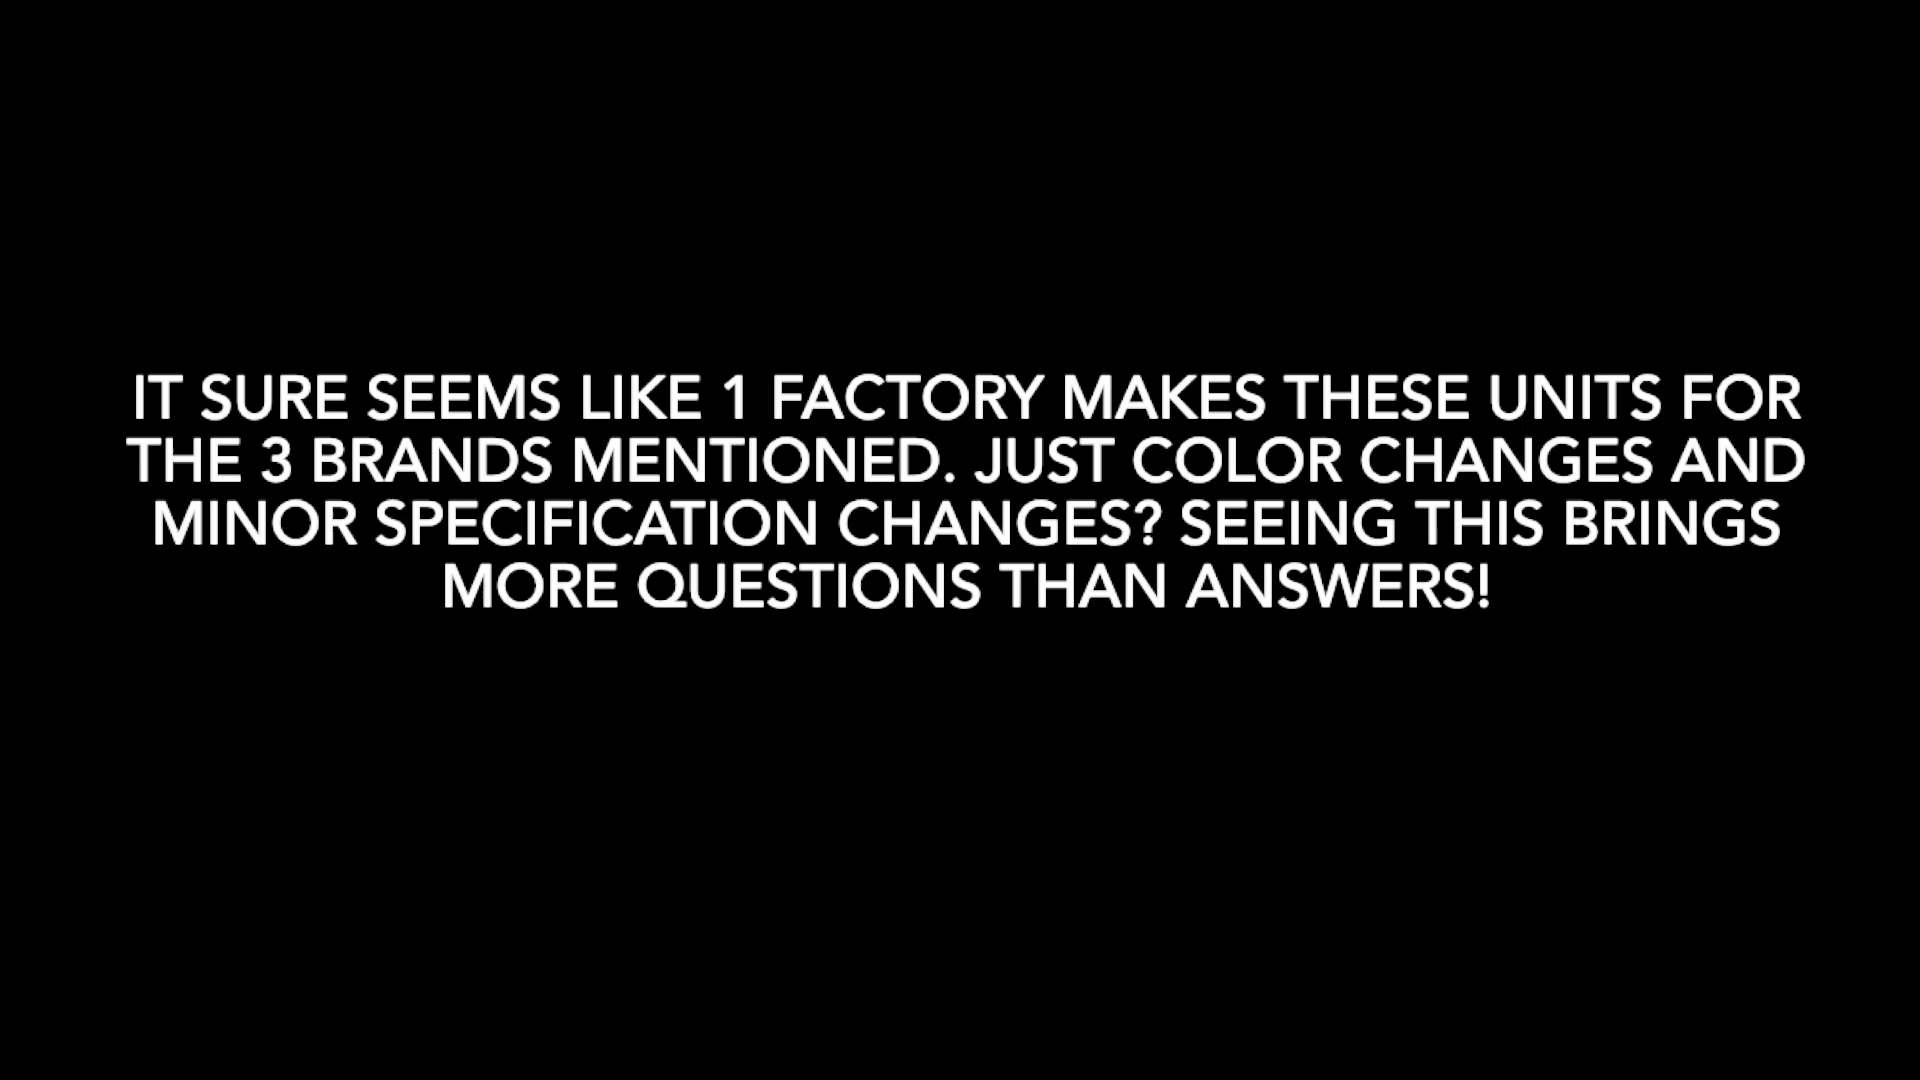 IT SURE SEEMS LIKE 1 FACTORY MAKES THESE UNITS FOR
THE 3 BRANDS MENTIONED. JUST COLOR CHANGES AND
MINOR SPECIFICATION CHANGES? SEEING THIS BRINGS
MORE QUESTIONS THAN ANSWERS!